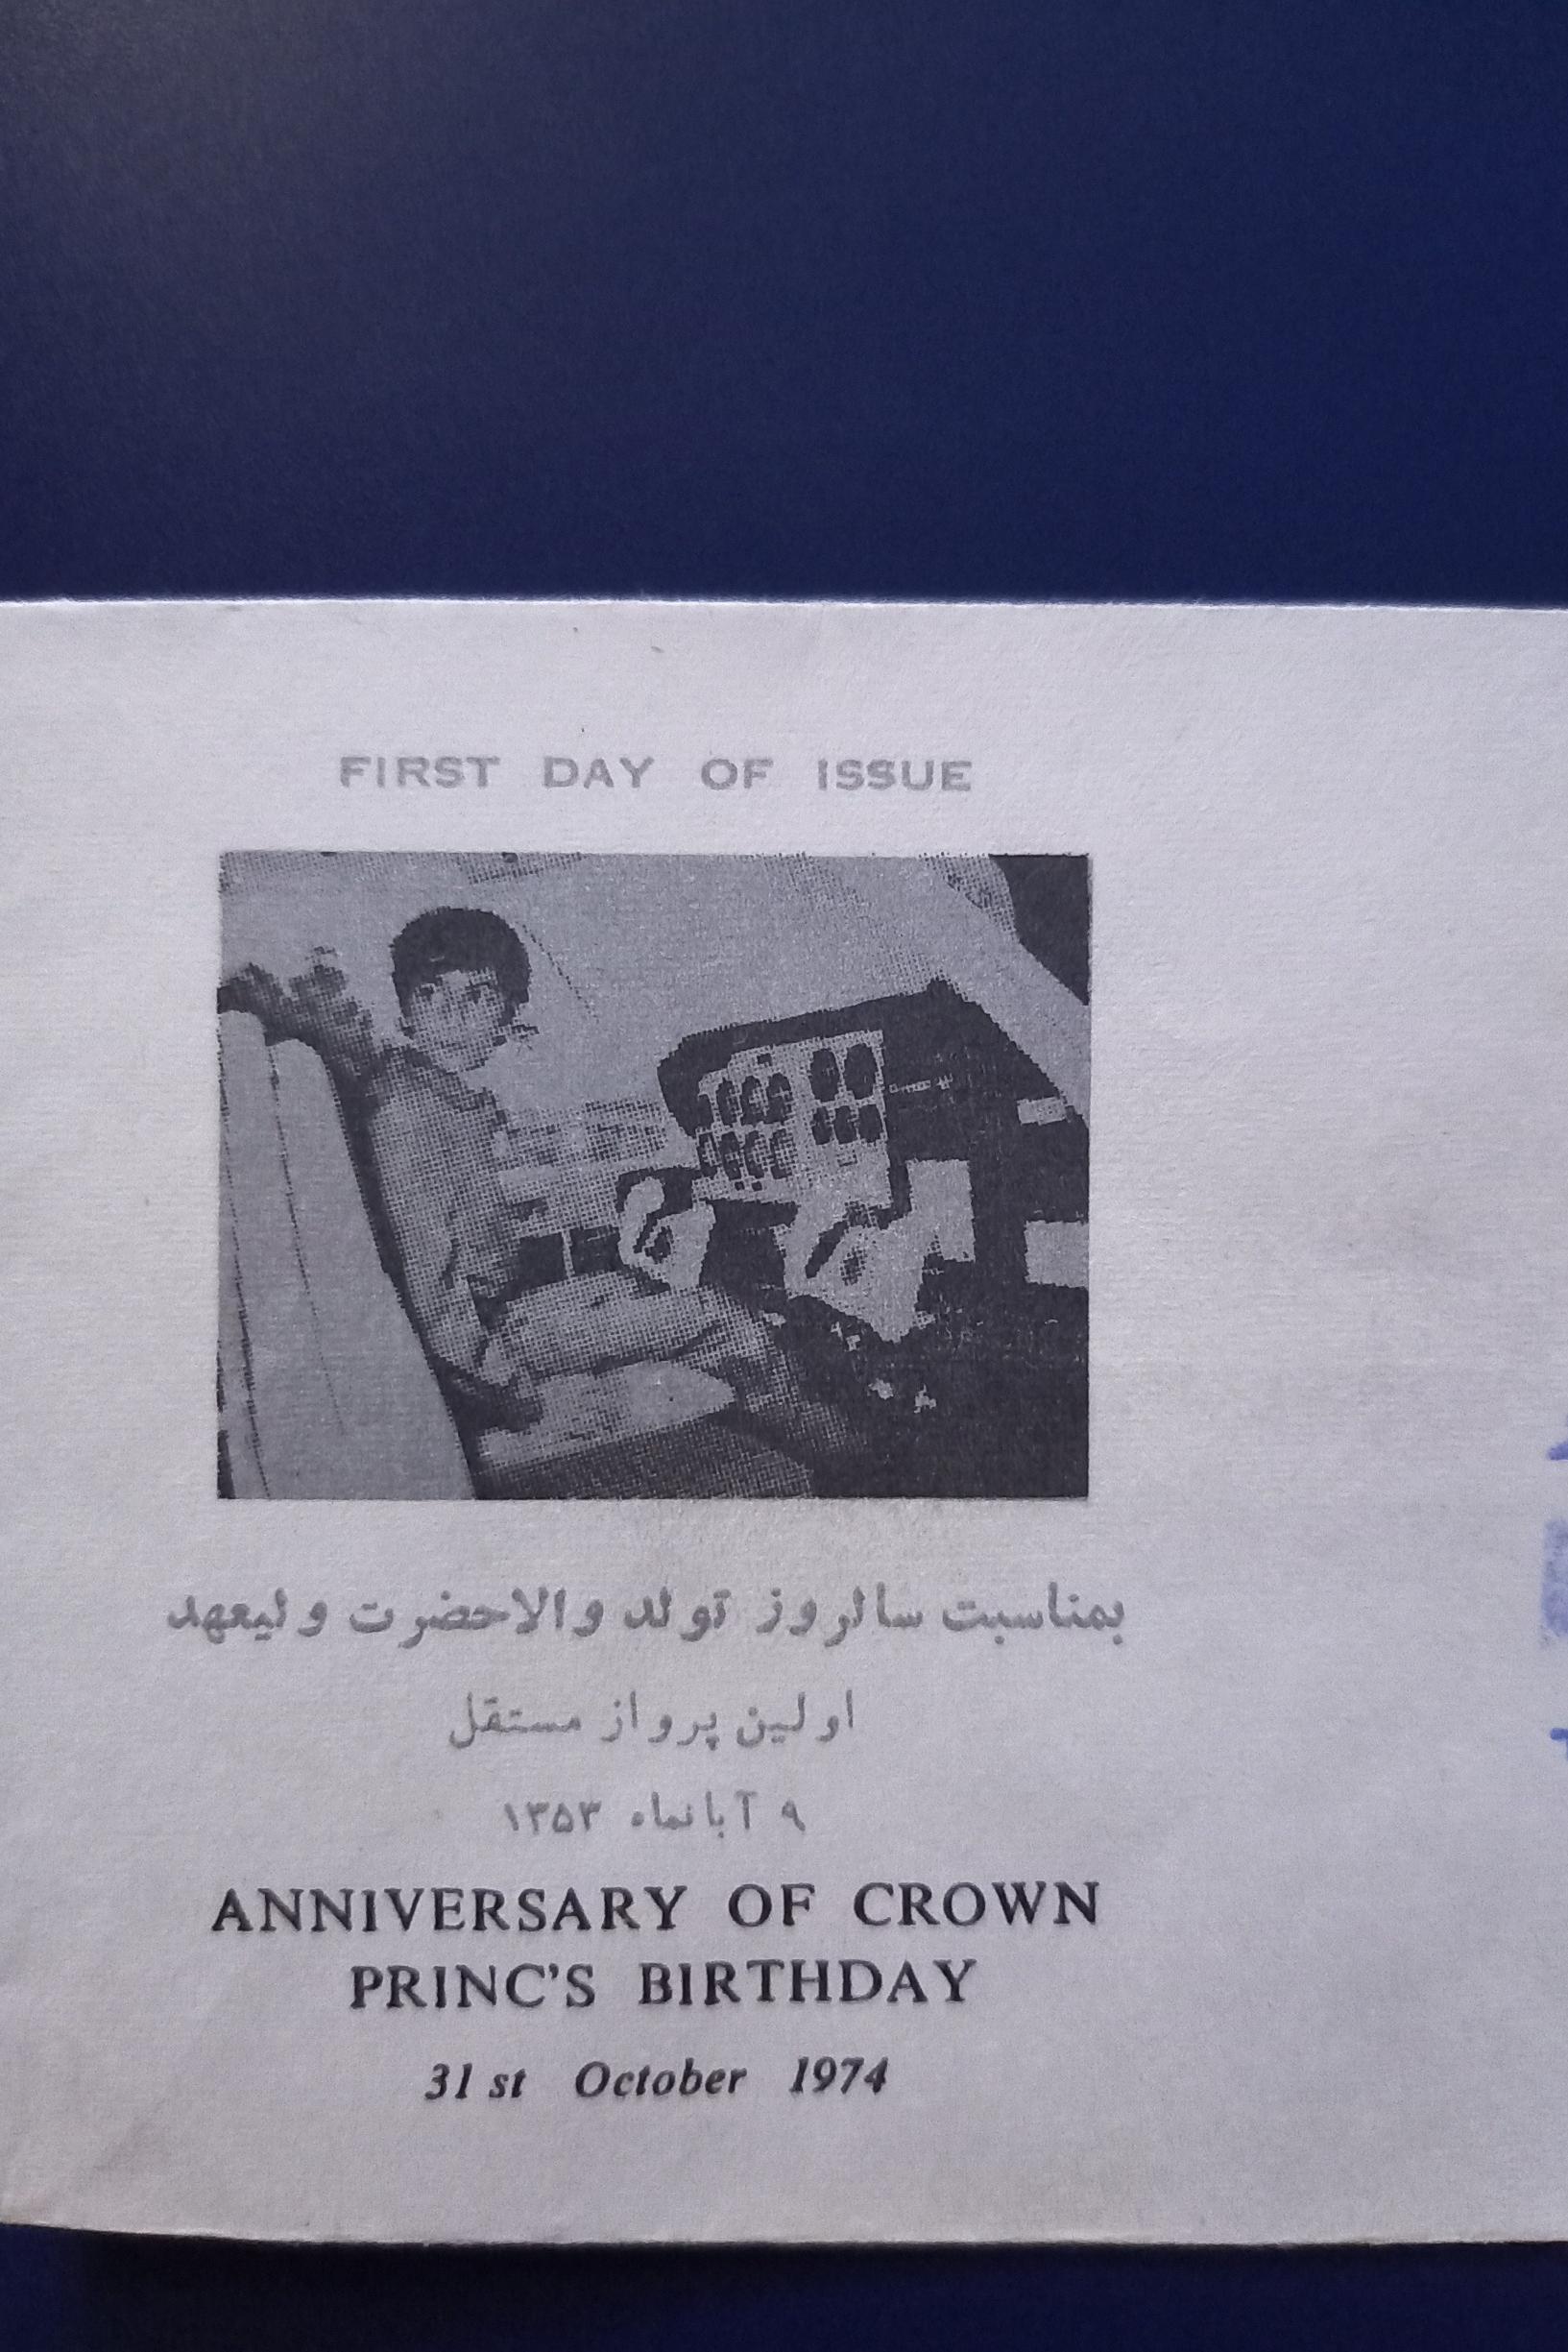 FIRST DAY OF ISSUE
بمناسبت سالروز تولد والاحضرت ولیعهد
اولین پرواز مستقل
۹ آبانماه ۱۳۵۳
ANNIVERSARY OF CROWN
PRINC'S BIRTHDAY
31 st October 1974